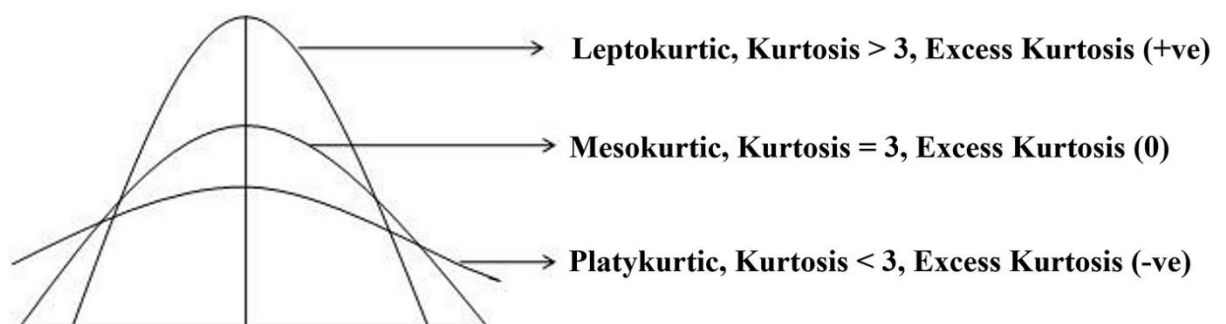 Leptokurtic, Kurtosis > 3, Excess Kurtosis (+ve)
Mesokurtic, Kurtosis = 3, Excess Kurtosis (0)
Platykurtic, Kurtosis < 3, Excess Kurtosis (-ve)